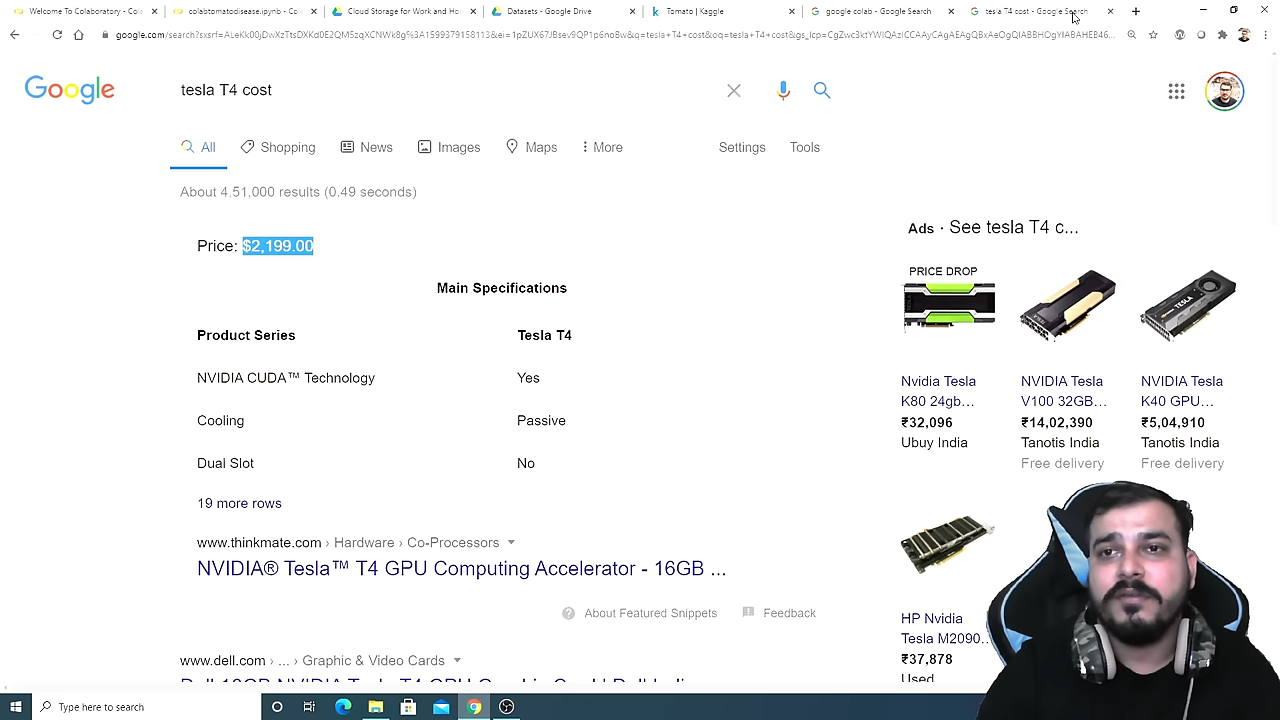 Welcome To Colaboratory - Cola
colabtomatodisease.ipynb - Cola
Cloud Storage for Work and Ho
Datasets - Google Drive
Tomato | Kaggle
google colab - Google Search
tesla T4 cost - Google Search
Google
tesla T4 cost
All
Shopping
News
Images
Maps
More
Settings
Tools
About 4.51,000 results (0.49 seconds)
Price: $2,199.00
Main Specifications
Product Series Tesla T4
NVIDIA CUDA™ Technology Yes
Cooling Passive
Dual Slot No
19 more rows
www.thinkmate.com › Hardware › Co-Processors
NVIDIA® Tesla™ T4 GPU Computing Accelerator - 16GB ...
About Featured Snippets
Feedback
www.dell.com › ... › Graphic & Video Cards
Ads · See tesla T4 c...
PRICE DROP
Nvidia Tesla
K80 24gb...
₹32,096
Ubuy India
NVIDIA Tesla
V100 32GB...
₹14,02,390
Tanotis India
Free delivery
NVIDIA Tesla
K40 GPU...
₹5,04,910
Tanotis India
Free delivery
HP Nvidia
Tesla M2090...
₹37,878
Used
Type here to search